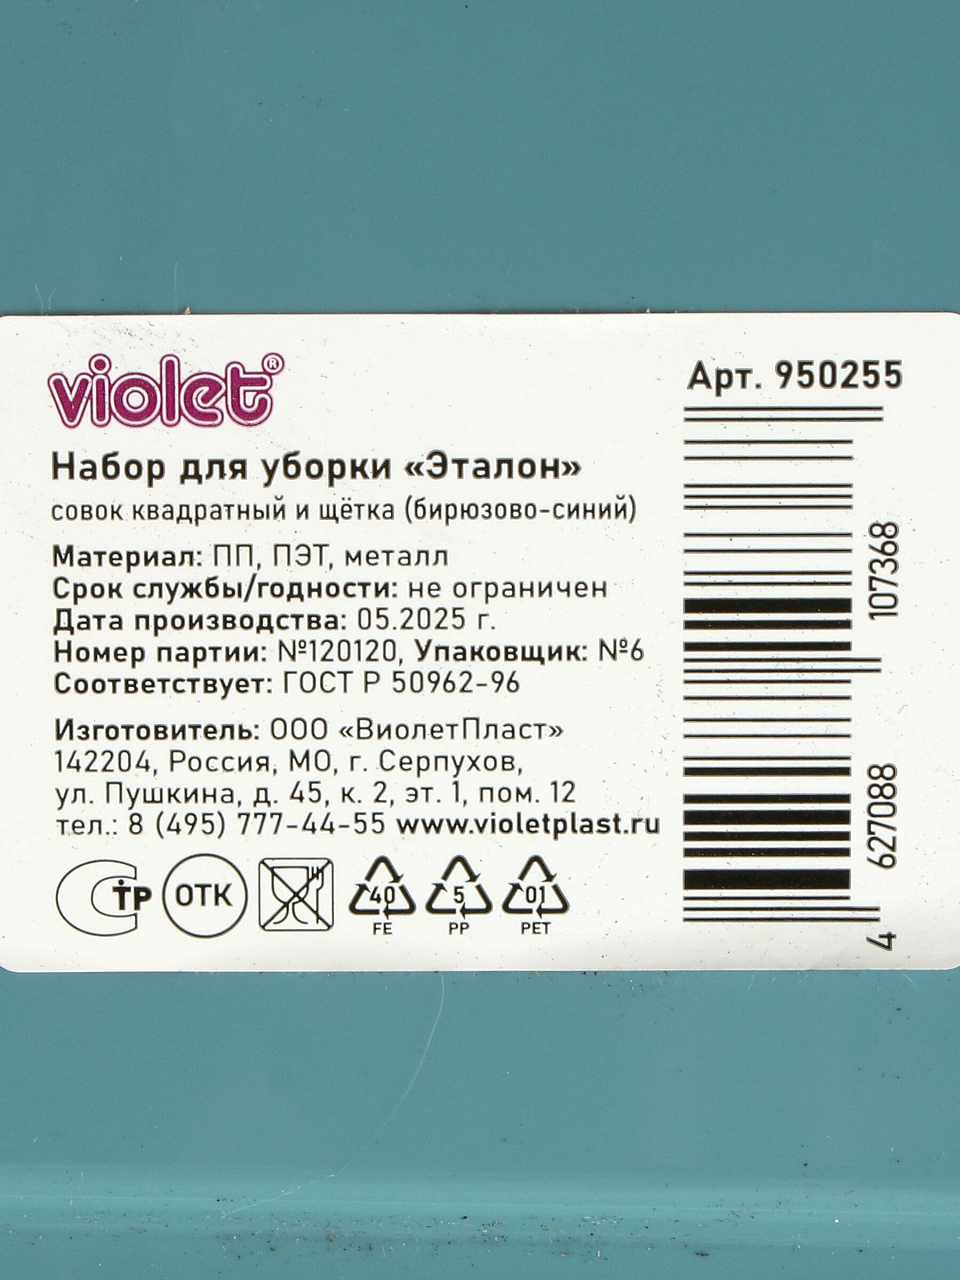 violet®
Арт. 950255
Набор для уборки «Эталон»
совок квадратный и щётка (бирюзово-синий)
Материал: ПП, ПЭТ, металл
Срок службы/годности: не ограничен
Дата производства: 05.2025 г.
Номер партии: №120120, Упаковщик: №6
Соответствует: ГОСТ Р 50962-96
Изготовитель: ООО «ВиолетПласт»
142204, Россия, МО, г. Серпухов,
ул. Пушкина, д. 45, к. 2, эт. 1, пом. 12
тел.: 8 (495) 777-44-55 www.violetplast.ru
СТР ОТК 40 5 01
FE PP PET
4 627088 107368